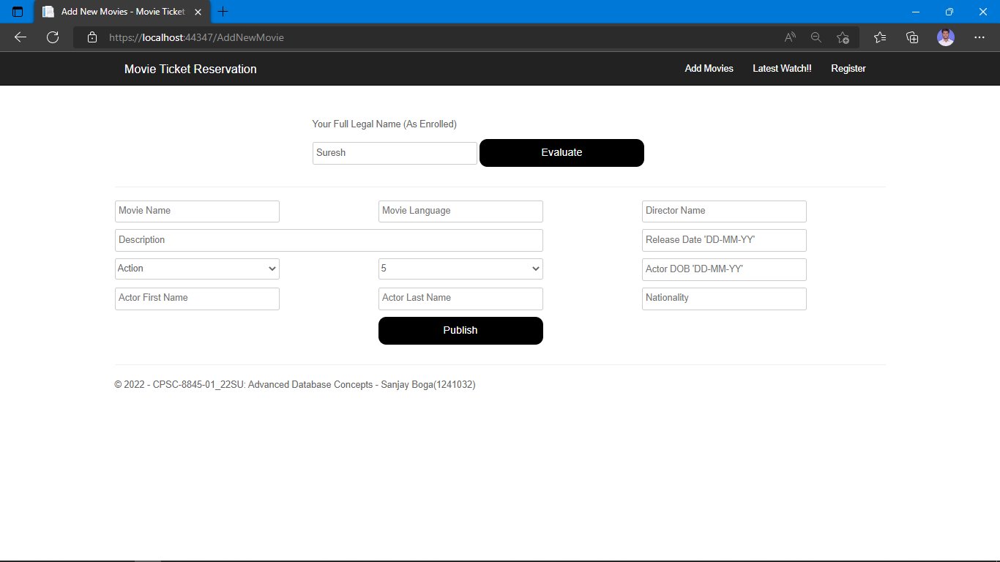 Add New Movies - Movie Ticket
https://localhost:44347/AddNewMovie
Movie Ticket Reservation Add Movies Latest Watch!! Register
Your Full Legal Name (As Enrolled)
Suresh Evaluate
Movie Name Movie Language Director Name
Description Release Date 'DD-MM-YY'
Action 5 Actor DOB 'DD-MM-YY'
Actor First Name Actor Last Name Nationality
Publish
© 2022 - CPSC-8845-01_22SU: Advanced Database Concepts - Sanjay Boga(1241032)